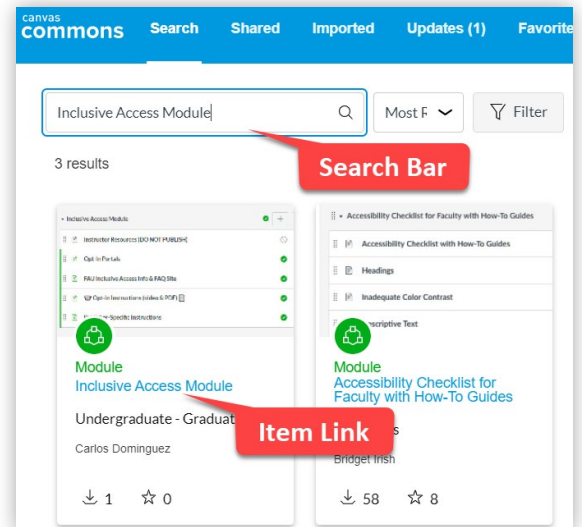 canvas
commons
Search Shared Imported Updates (1) Favorite
Inclusive Access Module
Most R
Filter
3 results
Search Bar
Inclusive Access Module
Instructor Resources (DO NOT PUBLISH)
Opt-in Portals
FAU Inclusive Access Info & FAQ Site
Opt-in Instructions (video & PDF)
-Specific Instructions
Module
Inclusive Access Module
Undergraduate - Graduat
Carlos Dominguez
1 0
Item Link
Accessibility Checklist for Faculty with How-To Guides
Accessibility Checklist with How-To Guides
Headings
Inadequate Color Contrast
escriptive Text
Module
Accessibility Checklist for
Faculty with How-To Guides
s
Bridget Irish
58 8